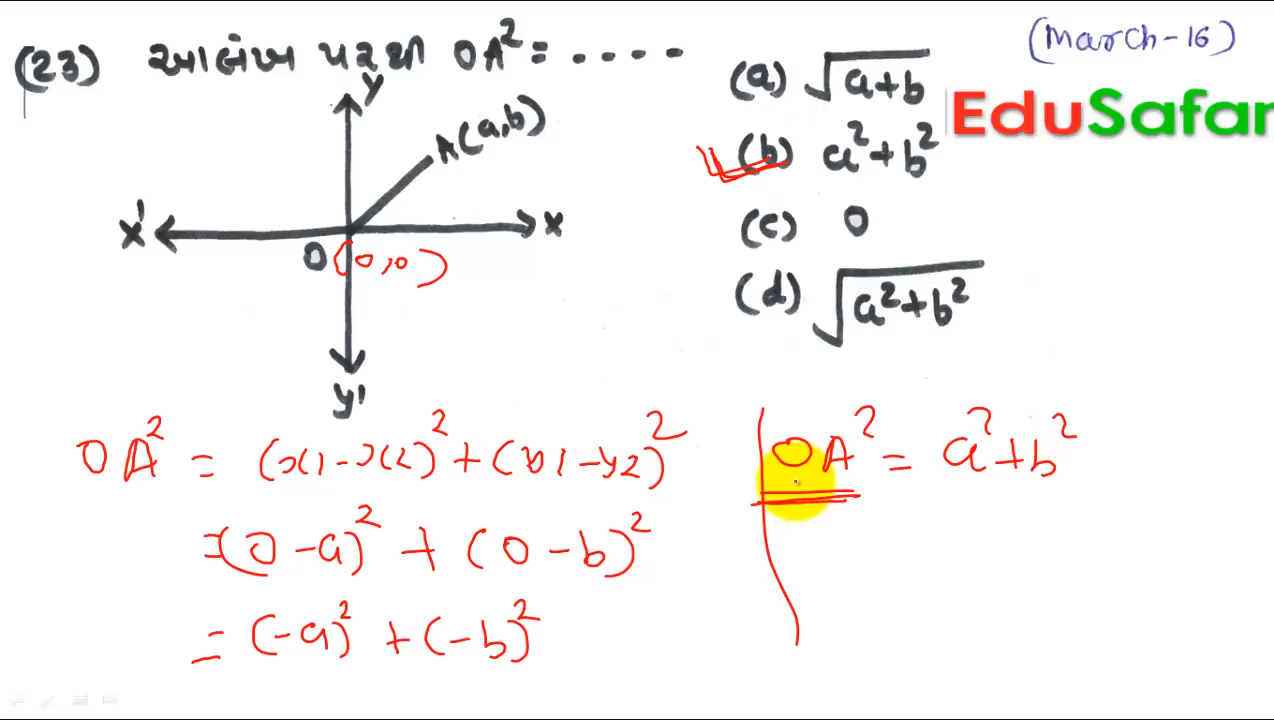 (23) આલેખ પરથી OA² = ....
(March-16)
(a) √(a+b)
EduSafar
(b) a²+b²
(c) 0
(d) √(a²+b²)
y
A(a,b)
x'
x
O (0,0)
y'
OA² = (x1-x2)² + (y1-y2)²
=(0-a)² + (0-b)²
= (-a)² + (-b)²
OA² = a²+b²